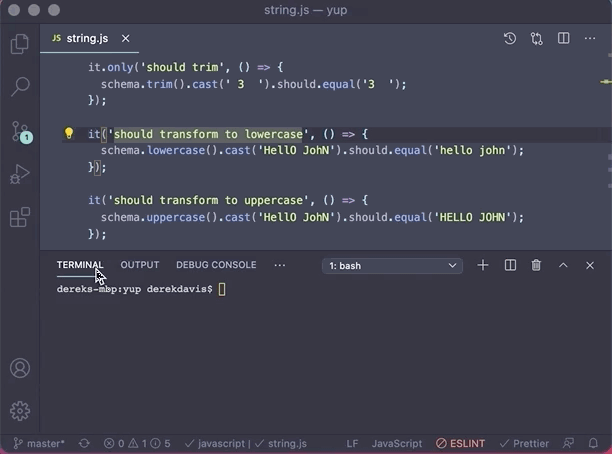 string.js — yup
JS string.js ×
it.only('should trim', () => {
schema.trim().cast(' 3  ').should.equal('3  ');
});
it('should transform to lowercase', () => {
schema.lowercase().cast('HellO JohN').should.equal('hello john');
});
it('should transform to uppercase', () => {
schema.uppercase().cast('HellO JohN').should.equal('HELLO JOHN');
});
1
TERMINAL OUTPUT DEBUG CONSOLE ... 1: bash
dereks-mbp:yup derekdavis$
master* 0 1 5 javascript | string.js LF JavaScript ESLINT Prettier